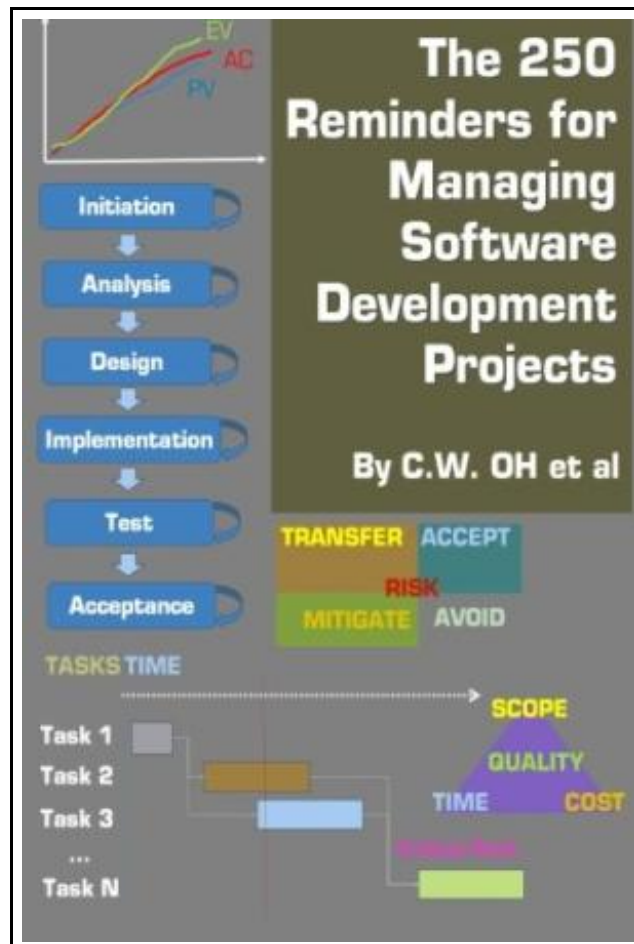 EV
AC
PV
The 250
Reminders for
Managing
Software
Development
Projects
By C.W. OH et al
Initiation
Analysis
Design
Implementation
Test
Acceptance
TRANSFER ACCEPT
RISK
MITIGATE AVOID
TASKS TIME
SCOPE
QUALITY
TIME COST
Task 1
Task 2
Task 3
...
Task N